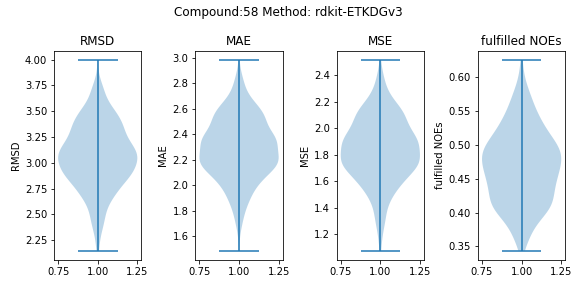 Compound:58 Method: rdkit-ETKDGv3
RMSD
MAE
MSE
fulfilled NOEs
RMSD
4.00
3.75
3.50
3.25
3.00
2.75
2.50
2.25
0.75 1.00 1.25
MAE
3.0
2.8
2.6
2.4
2.2
2.0
1.8
1.6
0.75 1.00 1.25
MSE
2.4
2.2
2.0
1.8
1.6
1.4
1.2
0.75 1.00 1.25
fulfilled NOEs
0.60
0.55
0.50
0.45
0.40
0.35
0.75 1.00 1.25